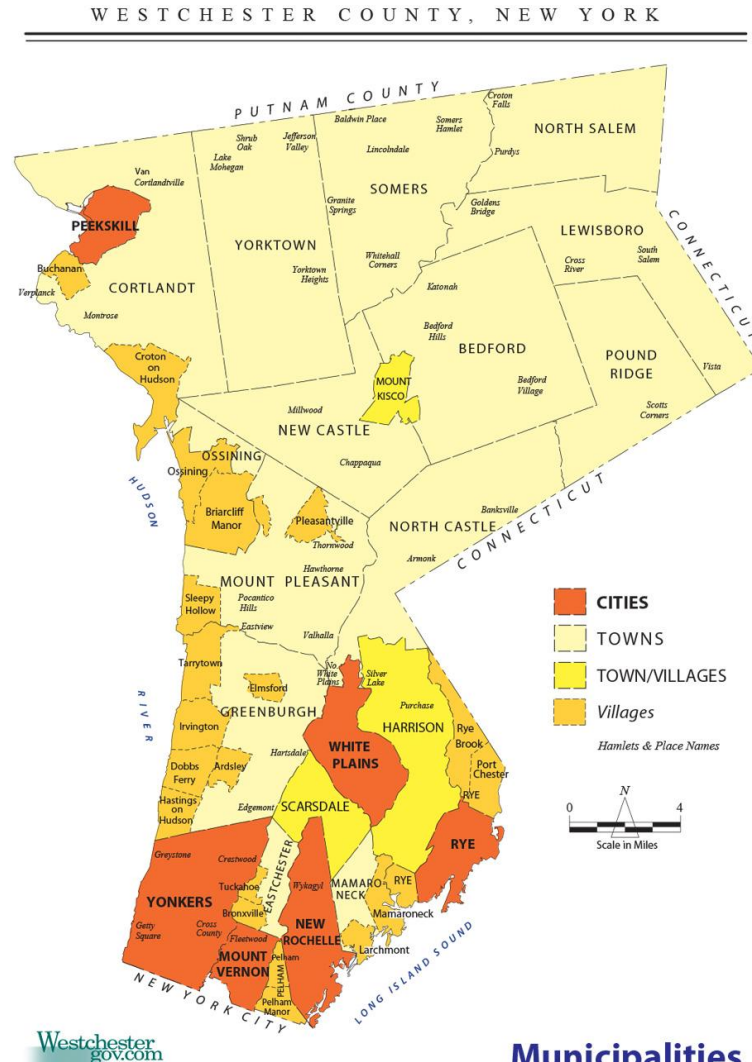 WESTCHESTER COUNTY, NEW YORK
PUTNAM COUNTY
Croton
Falls
Baldwin Place
Somers
Hamlet
NORTH SALEM
Shrub
Oak
Jefferson
Valley
Lake
Mohegan
Lincolndale
Purdys
Van
Cortlandtville
SOMERS
Granite
Springs
Goldens
Bridge
PEEKSKILL
LEWISBORO
CONNECTICUT
YORKTOWN
Whitehall
Corners
Cross
River
South
Salem
Buchanan
Yorktown
Heights
Verplanck
CORTLANDT
Katonah
Montrose
Bedford
Hills
BEDFORD
POUND
RIDGE
Croton
on
Hudson
MOUNT
KISCO
Bedford
Village
Vista
Millwood
Scotts
Corners
NEW CASTLE
OSSINING
Ossining
Chappaqua
HUDSON
Briarcliff
Manor
Pleasantville
Banksville
NORTH CASTLE
CONNECTICUT
Thornwood
Armonk
Hawthorne
MOUNT PLEASANT
Sleepy
Hollow
Pocantico
Hills
Eastview
Valhalla
CITIES
TOWNS
TOWN/VILLAGES
Villages
Hamlets & Place Names
Tarrytown
No
White
Plains
Silver
Lake
Elmsford
RIVER
GREENBURGH
Purchase
HARRISON
Irvington
Rye
Brook
WHITE
PLAINS
Hartsdale
Dobbs
Ferry
Ardsley
Port
Chester
RYE
Hastings
on
Hudson
Edgemont
SCARSDALE
N
0 4
Scale in Miles
Greystone
Crestwood
EASTCHESTER
RYE
Wykagyl
MAMARO-
NECK
RYE
Tuckahoe
YONKERS
Bronxville
Mamaroneck
Getty
Square
Cross
County
Fleetwood
NEW
ROCHELLE
Larchmont
MOUNT
VERNON
Pelham
PELHAM
Pelham
Manor
LONG ISLAND SOUND
NEW YORK CITY
Westchester
gov.com
Municipalities